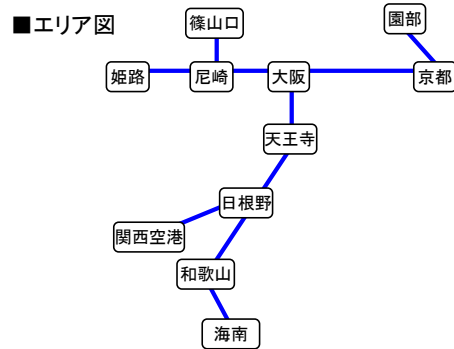 ■エリア図
篠山口
園部
姫路
尼崎
大阪
京都
天王寺
日根野
関西空港
和歌山
海南